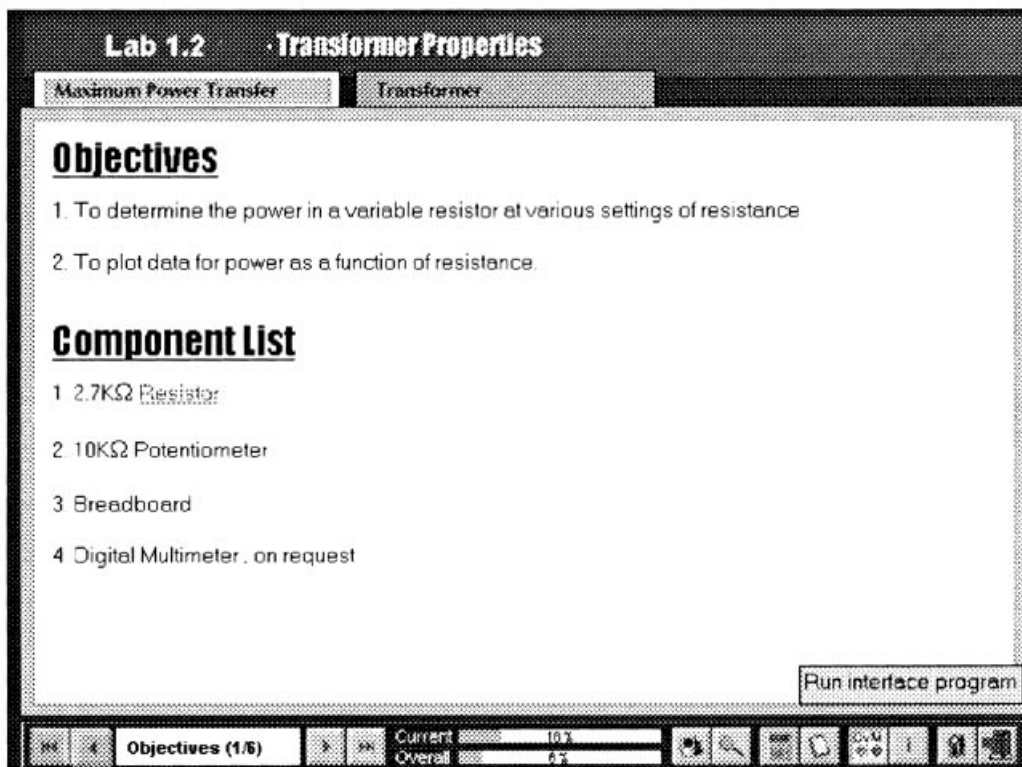 Lab 1.2 · Transformer Properties
Maximum Power Transfer Transformer
Objectives
1. To determine the power in a variable resistor at various settings of resistance
2. To plot data for power as a function of resistance.
Component List
1 2.7KΩ Resistor
2. 10KΩ Potentiometer
3 Breadboard
4 Digital Multimeter, on request
Run interface program
Objectives (1/6)
Current
Overall 6%